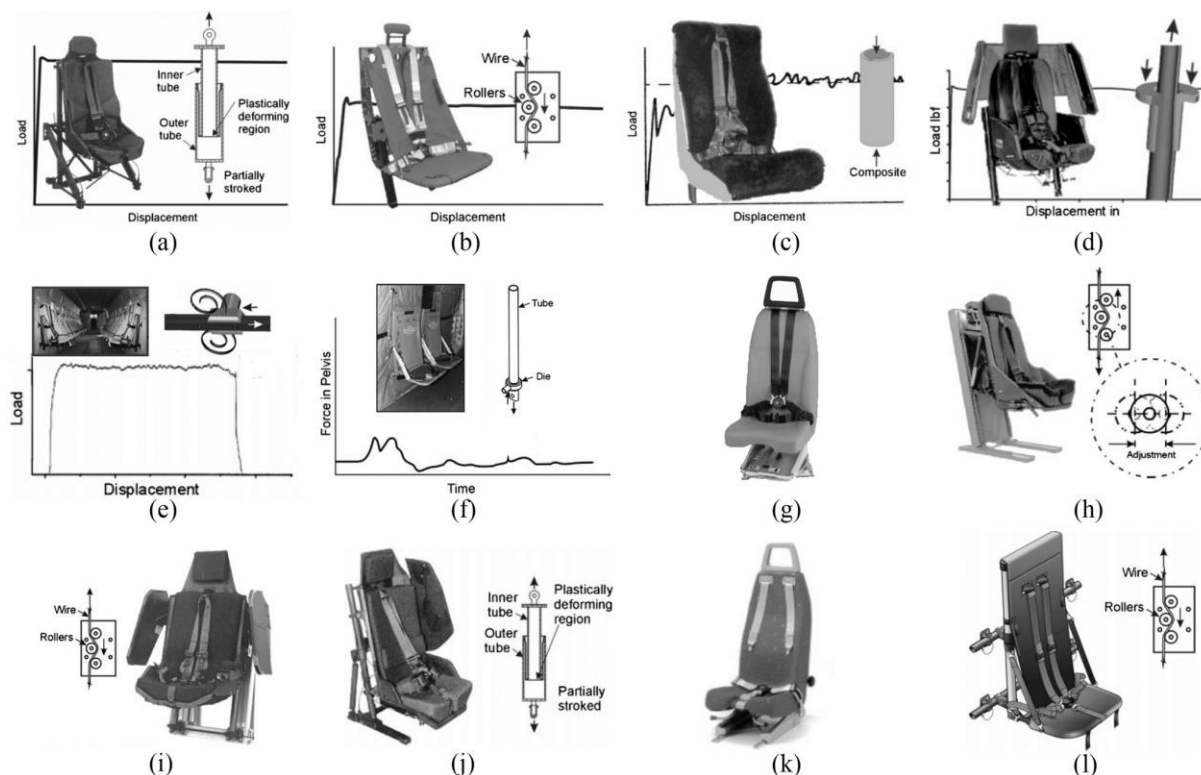 Load
Inner
tube
Outer
tube
Plastically
deforming
region
Partially
stroked
Displacement
(a)
Load
Wire
Rollers
Displacement
(b)
Load
Composite
Displacement
(c)
Load lbf
Displacement in
(d)
Load
Displacement
(e)
Force in Pelvis
Tube
Die
Time
(f)
(g)
Adjustment
(h)
Wire
Rollers
(i)
Inner
tube
Outer
tube
Plastically
deforming
region
Partially
stroked
(j)
(k)
Wire
Rollers
(l)